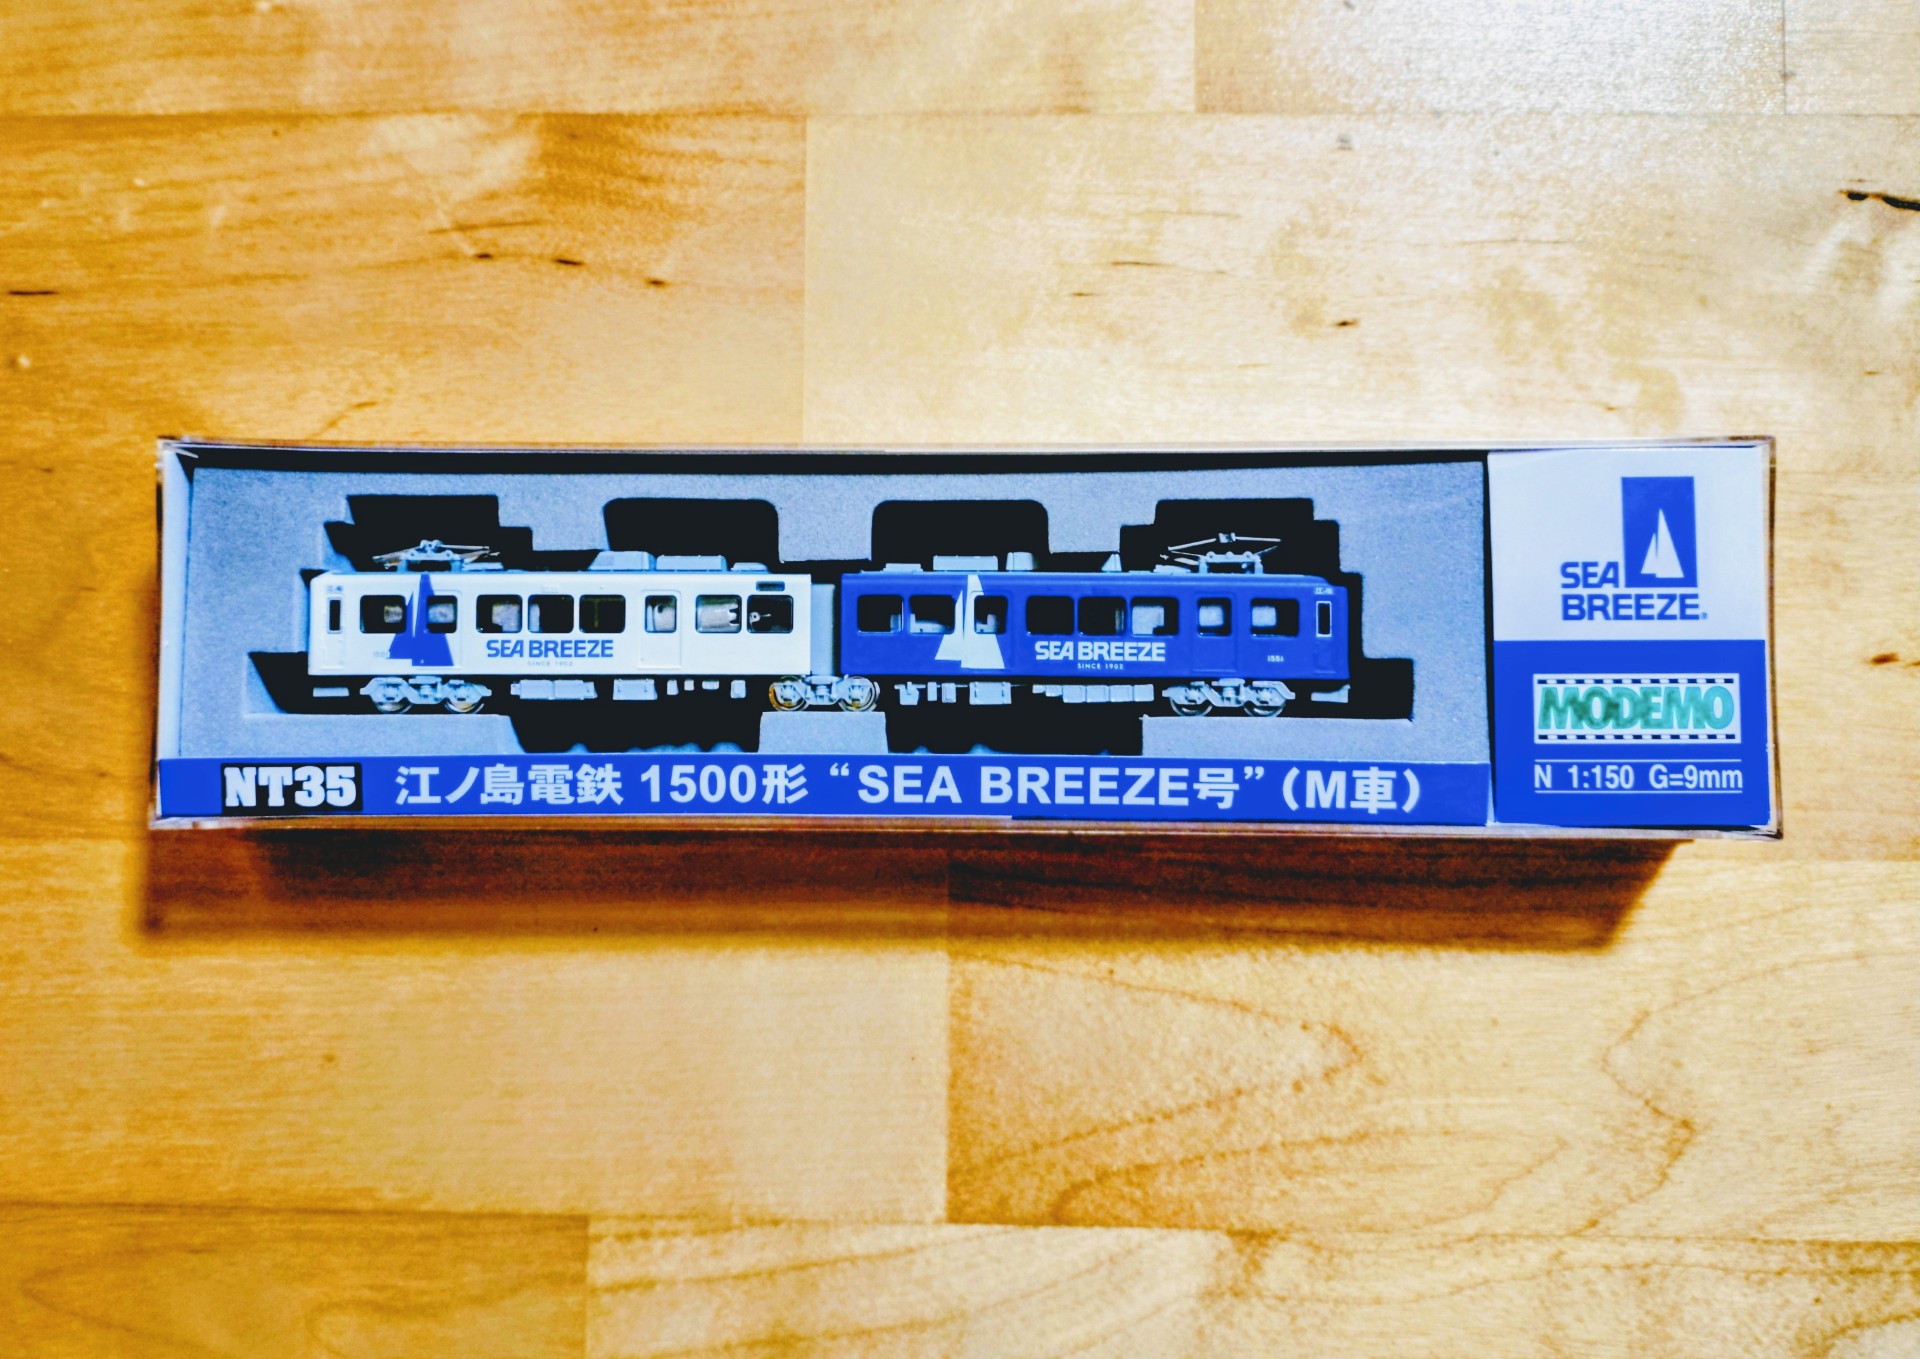 SEA BREEZE
SINCE 1902
SEA BREEZE
SINCE 1902
1551
SEA
BREEZE®
MODEMO
N 1:150 G=9mm
NT35 江ノ島電鉄 1500形 “SEA BREEZE号”（M車）